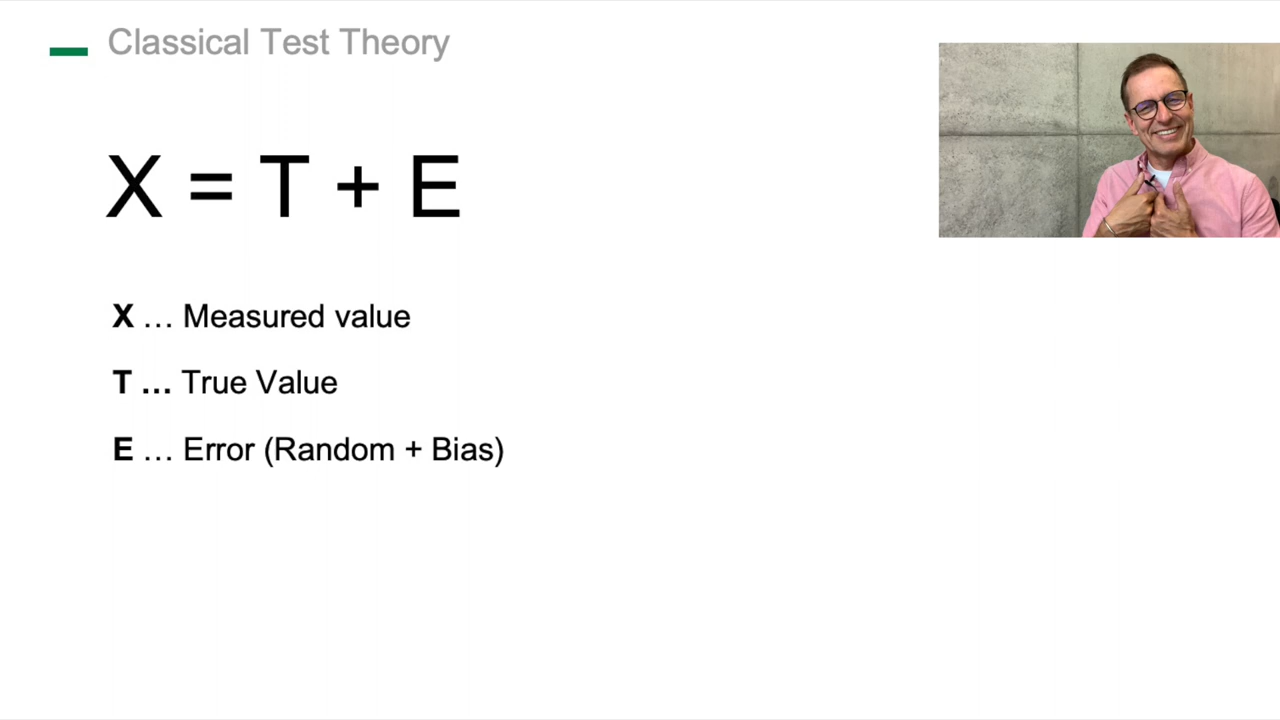 Classical Test Theory
X = T + E
X … Measured value
T … True Value
E … Error (Random + Bias)